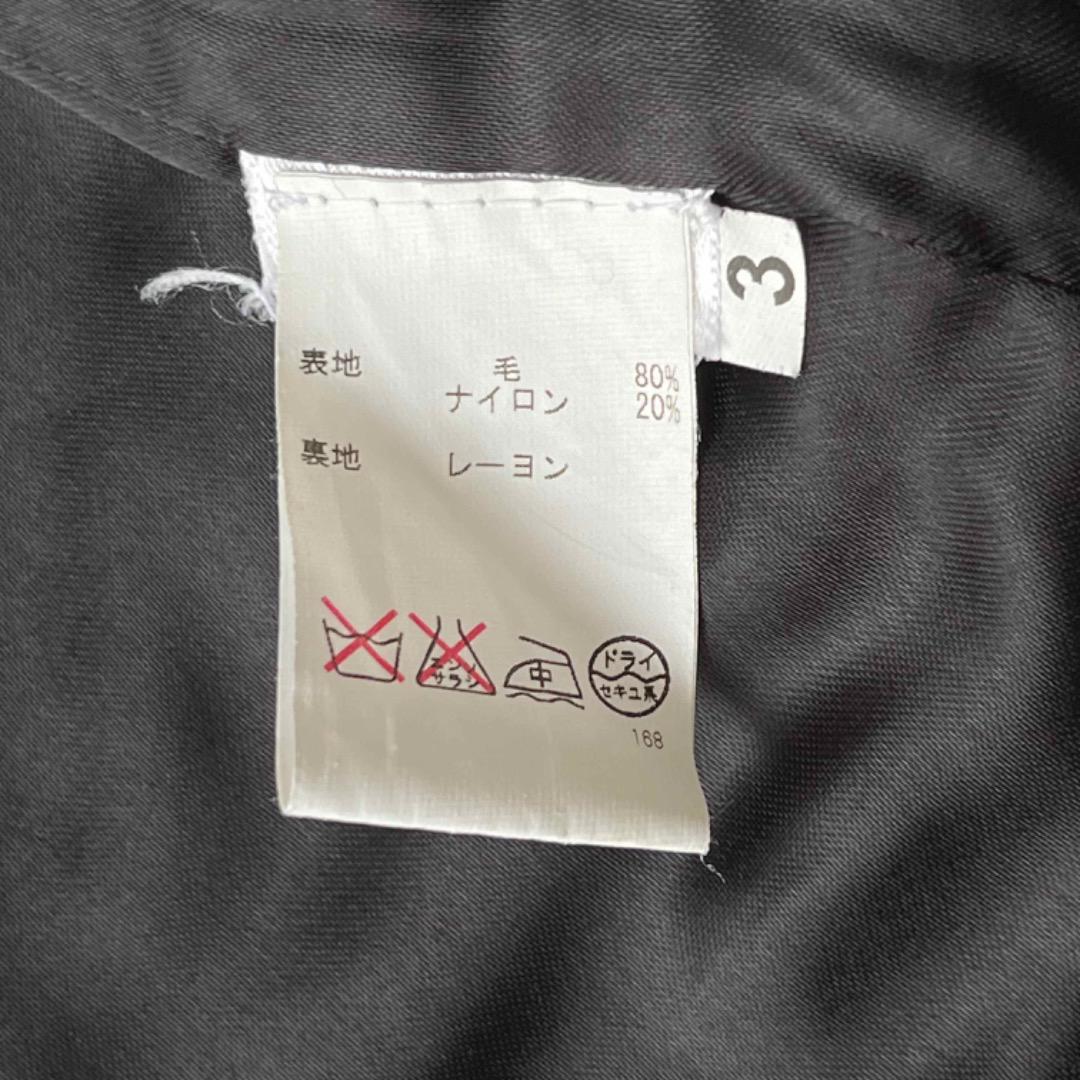 3
表地 毛 80%
ナイロン 20%
裏地 レーヨン
エンソ
サラシ
中
ドライ
セキユ系
168